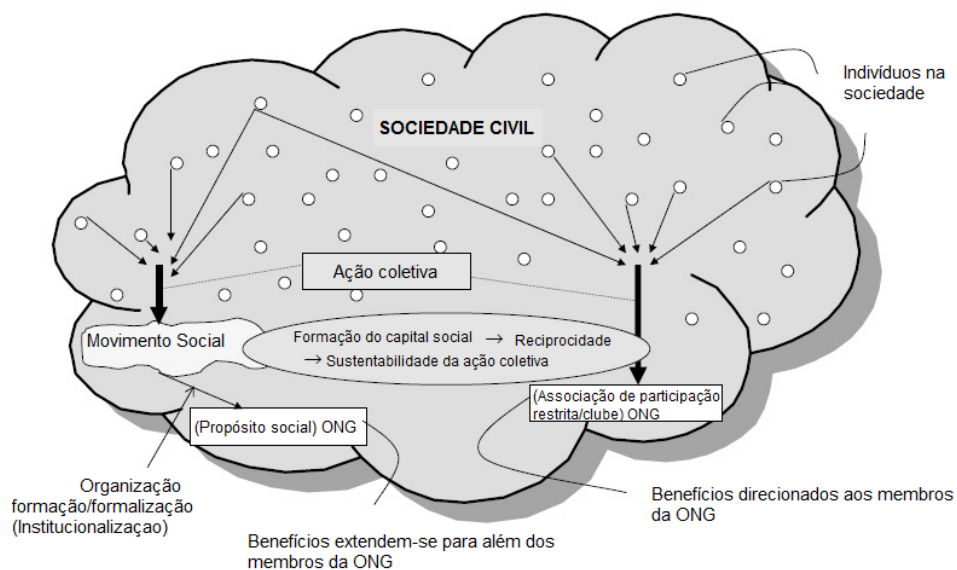 Indivíduos na
sociedade
SOCIEDADE CIVIL
Ação coletiva
Movimento Social
Formação do capital social → Reciprocidade
→ Sustentabilidade da ação coletiva
(Associação de participação
restrita/clube) ONG
(Propósito social) ONG
Organização
formação/formalização
(Institucionalizaçao)
Benefícios direcionados aos membros
da ONG
Benefícios extendem-se para além dos
membros da ONG